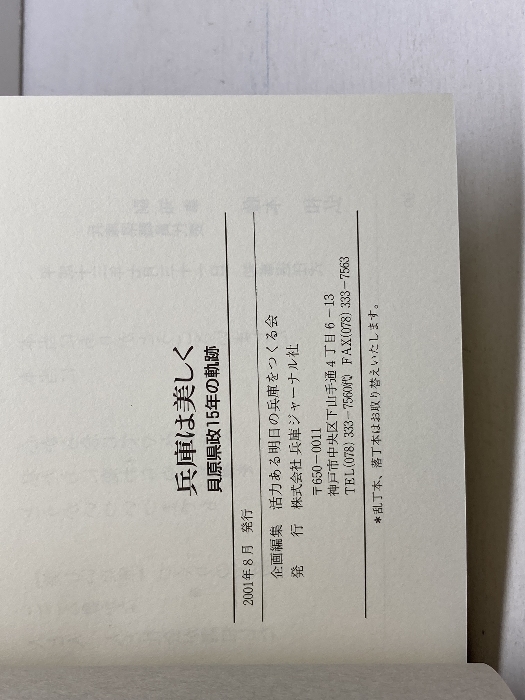 兵庫は美しく
貝原県政15年の軌跡
2001年8月 発行
企画編集 活力ある明日の兵庫をつくる会
発 行 株式会社 兵庫ジャーナル社
〒650-0011
神戸市中央区下山手通4丁目6-13
TEL(078) 333-7560㈹ FAX(078) 333-7563
*乱丁本、落丁本はお取り替えいたします。